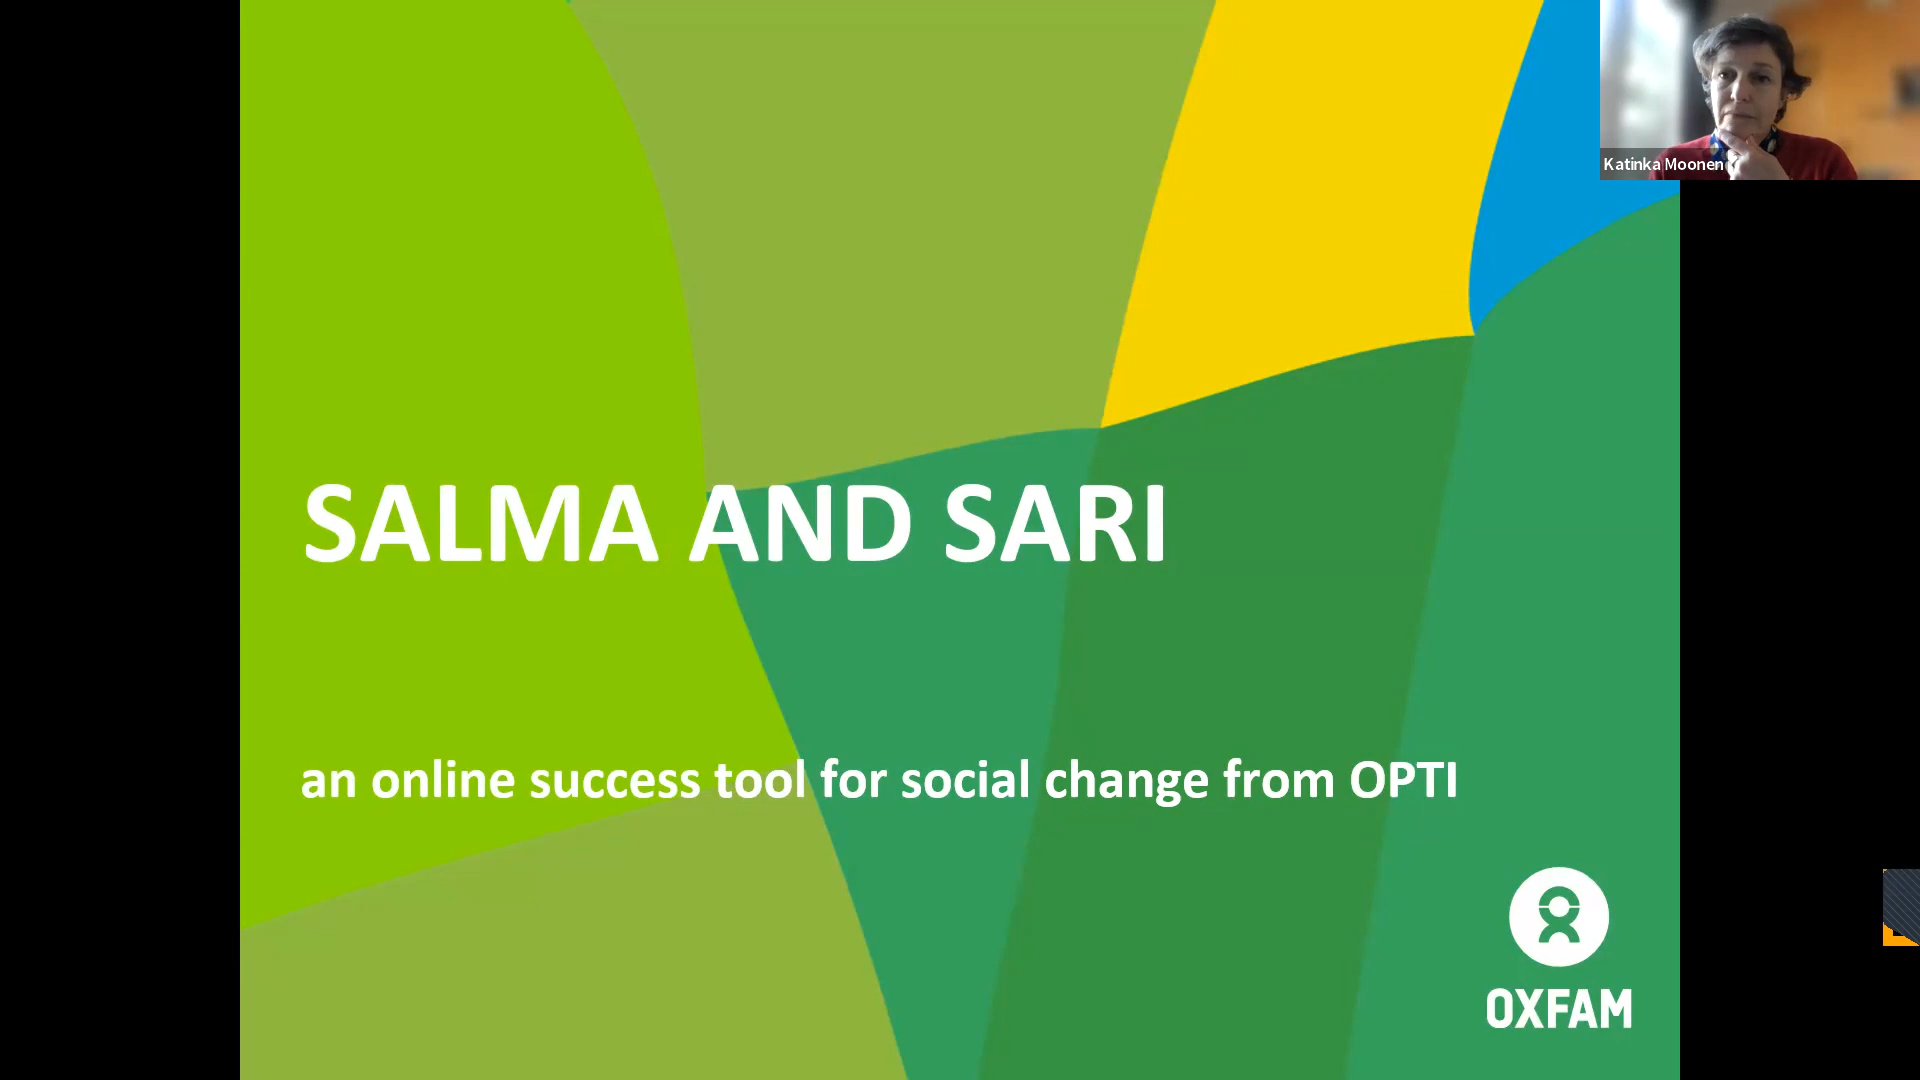 Katinka Moonen
SALMA AND SARI
an online success tool for social change from OPTI
OXFAM